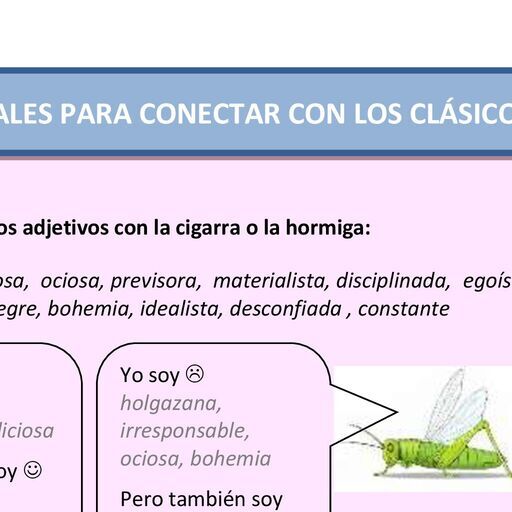 ALES PARA CONECTAR CON LOS CLÁSICO
os adjetivos con la cigarra o la hormiga:
osa, ociosa, previsora, materialista, disciplinada, egoís
egre, bohemia, idealista, desconfiada , constante
diciosa
oy ☺
Yo soy ☹
holgazana,
irresponsable,
ociosa, bohemia
Pero también soy